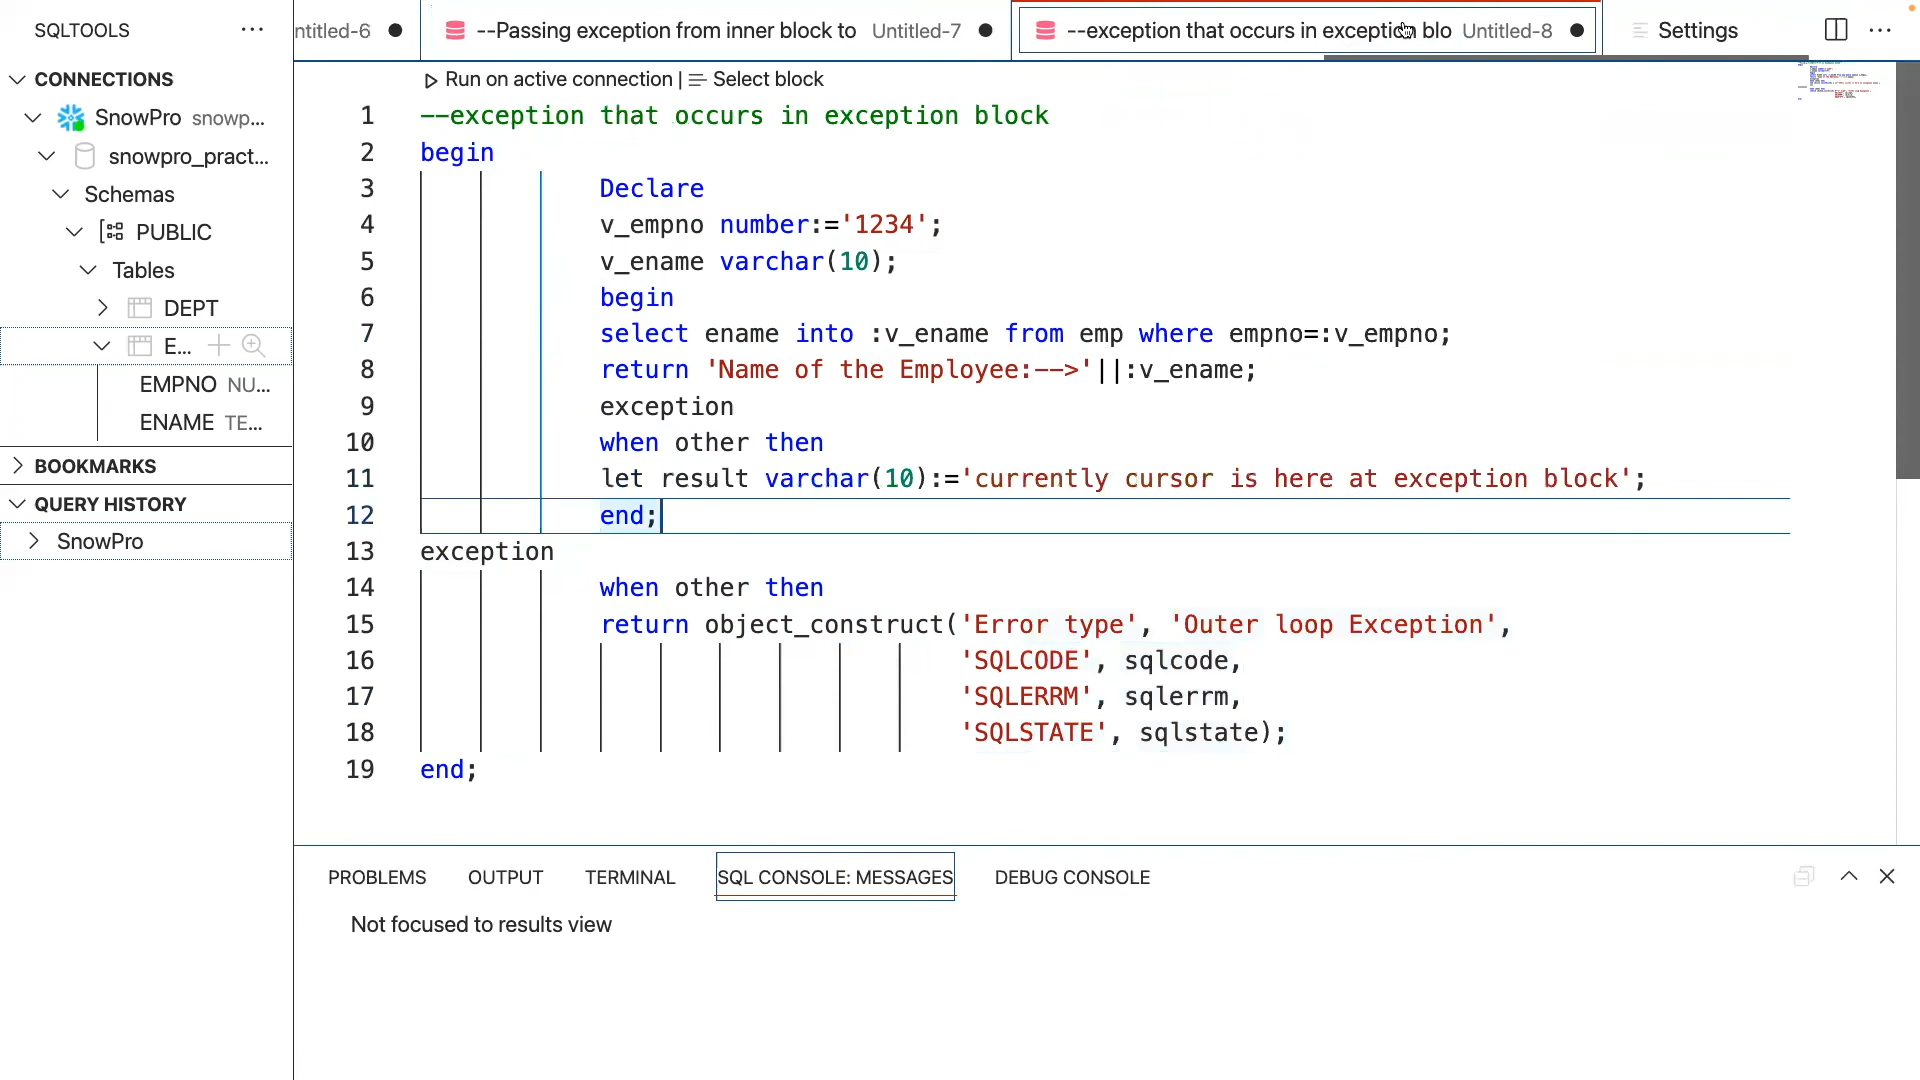 SQLTOOLS
CONNECTIONS
SnowPro snowp...
snowpro_pract...
Schemas
PUBLIC
Tables
DEPT
E...
EMPNO NU...
ENAME TE...
BOOKMARKS
QUERY HISTORY
SnowPro
ntitled-6
--Passing exception from inner block to Untitled-7
--exception that occurs in exception blo Untitled-8
Settings
Run on active connection | Select block
1 --exception that occurs in exception block
2 begin
3 Declare
4 v_empno number:='1234';
5 v_ename varchar(10);
6 begin
7 select ename into :v_ename from emp where empno=:v_empno;
8 return 'Name of the Employee:-->'||:v_ename;
9 exception
10 when other then
11 let result varchar(10):='currently cursor is here at exception block';
12 end;
13 exception
14 when other then
15 return object_construct('Error type', 'Outer loop Exception',
16 'SQLCODE', sqlcode,
17 'SQLERRM', sqlerrm,
18 'SQLSTATE', sqlstate);
19 end;
PROBLEMS OUTPUT TERMINAL SQL CONSOLE: MESSAGES DEBUG CONSOLE
Not focused to results view